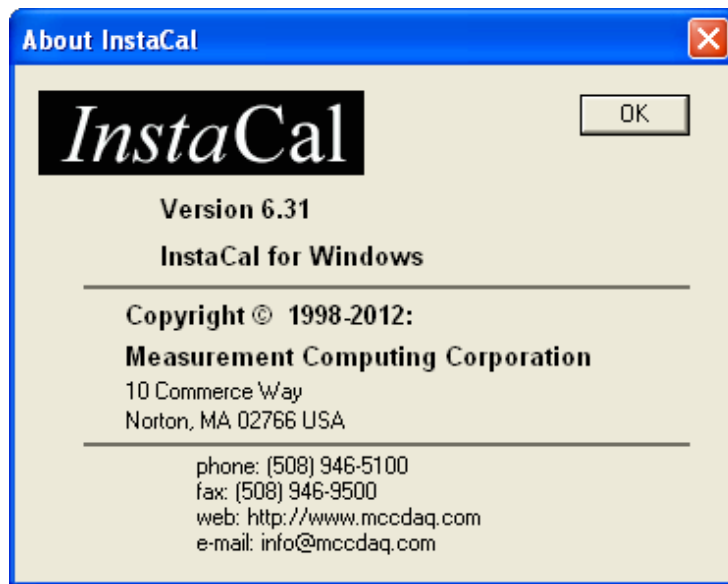 About InstaCal
InstaCal
OK
Version 6.31
InstaCal for Windows
Copyright © 1998-2012:
Measurement Computing Corporation
10 Commerce Way
Norton, MA 02766 USA
phone: (508) 946-5100
fax: (508) 946-9500
web: http://www.mccdaq.com
e-mail: info@mccdaq.com